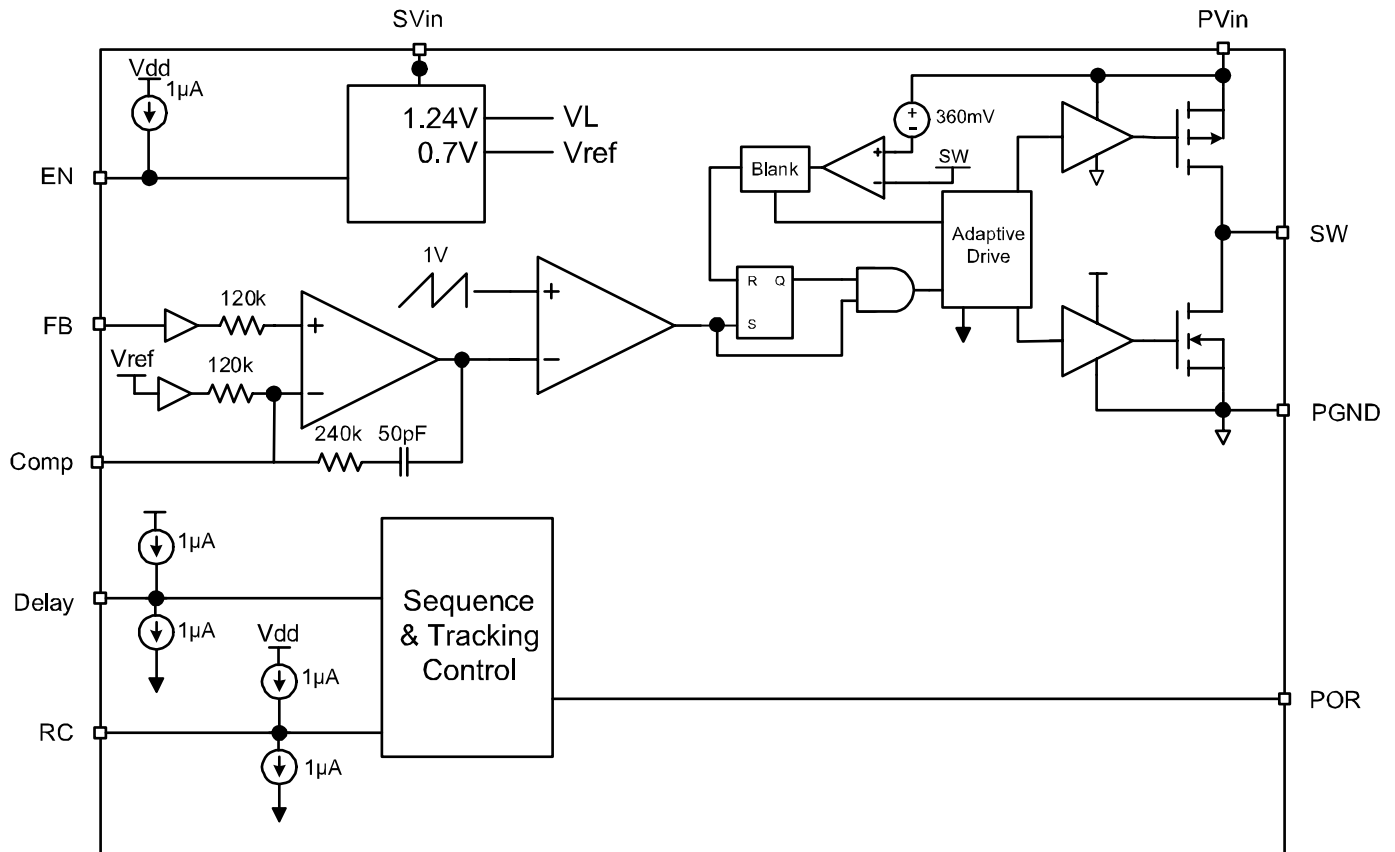 SVin
PVin
Vdd
1µA
1.24V
VL
0.7V
Vref
360mV
EN
SW
Blank
Adaptive
Drive
SW
1V
R
Q
S
120k
FB
Vref
120k
PGND
240k
50pF
Comp
1µA
Delay
1µA
Sequence
& Tracking
Control
Vdd
1µA
POR
RC
1µA